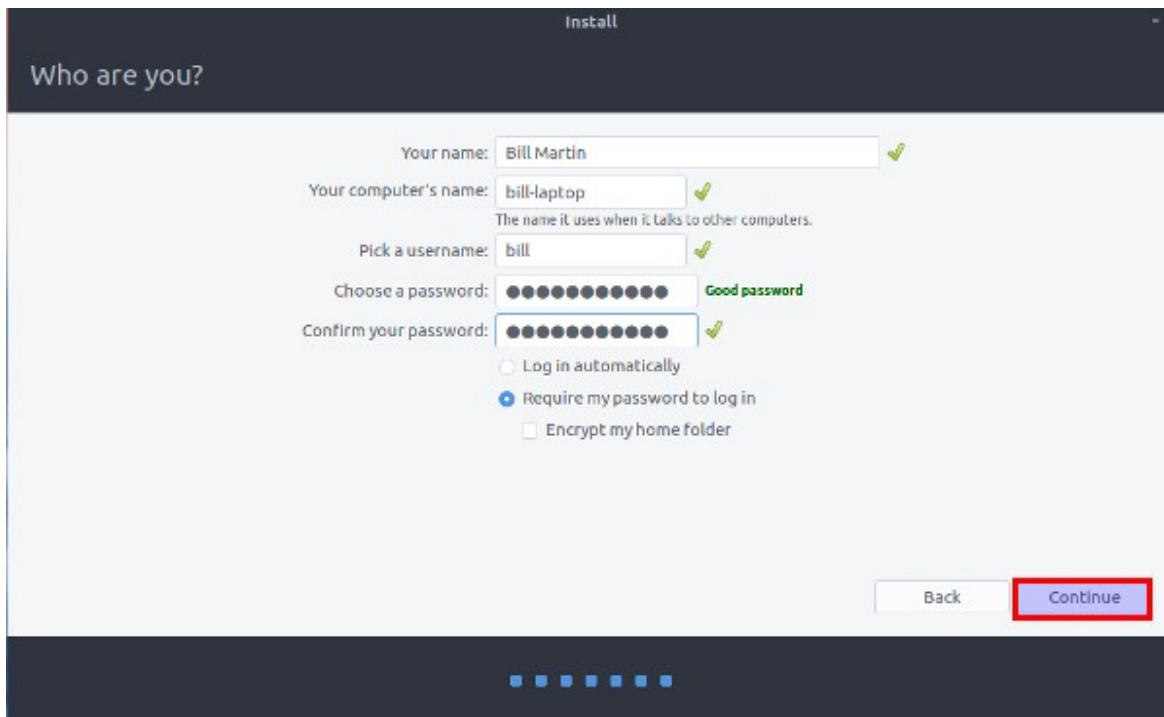 Install
Who are you?
Your name: Bill Martin
Your computer's name: bill-laptop
The name it uses when it talks to other computers.
Pick a username: bill
Choose a password: ●●●●●●●●●●● Good password
Confirm your password: ●●●●●●●●●●●
Log in automatically
Require my password to log in
Encrypt my home folder
Back Continue